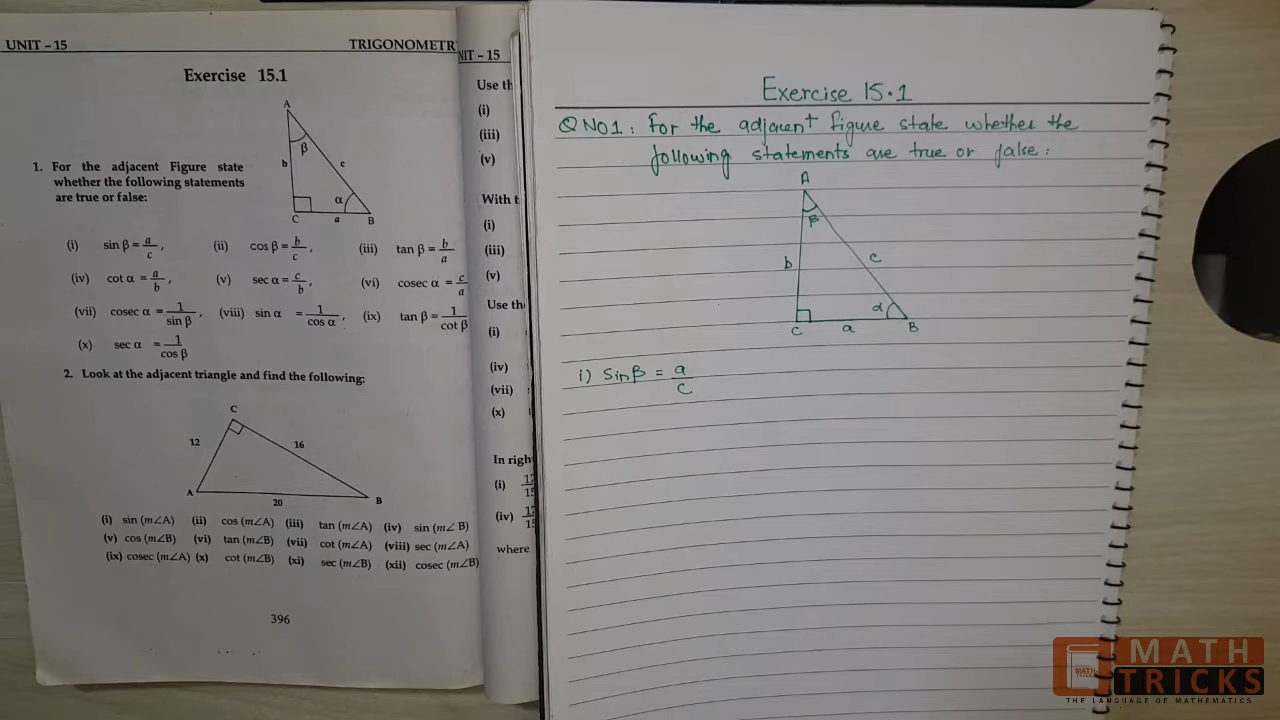 UNIT - 15 TRIGONOMETR
Exercise 15.1
A
β
b c
α
C a B
1. For the adjacent Figure state
whether the following statements
are true or false:
(i) sin β = a/c , (ii) cos β = b/c , (iii) tan β = b/a
(iv) cot α = a/b , (v) sec α = c/b , (vi) cosec α = c/a
(vii) cosec α = 1/sin β , (viii) sin α = 1/cos α , (ix) tan β = 1/cot β
(x) sec α = 1/cos β
2. Look at the adjacent triangle and find the following:
C
12 16
A 20 B
(i) sin (m∠A) (ii) cos (m∠A) (iii) tan (m∠A) (iv) sin (m∠B)
(v) cos (m∠B) (vi) tan (m∠B) (vii) cot (m∠A) (viii) sec (m∠A)
(ix) cosec (m∠A) (x) cot (m∠B) (xi) sec (m∠B) (xii) cosec (m∠B)
396
NIT - 15
Use th
(i)
(iii)
(v)
With t
(i)
(iii)
(v)
Use the
(i)
(iv)
(vii)
(x)
In righ
(i)
(iv)
where
Exercise 15.1
Q NO1: For the adjacent figure state whether the
following statements are true or false:
A
β
b c
α
C a B
i) Sinβ = a/c
MATH
TRICKS
THE LANGUAGE OF MATHEMATICS